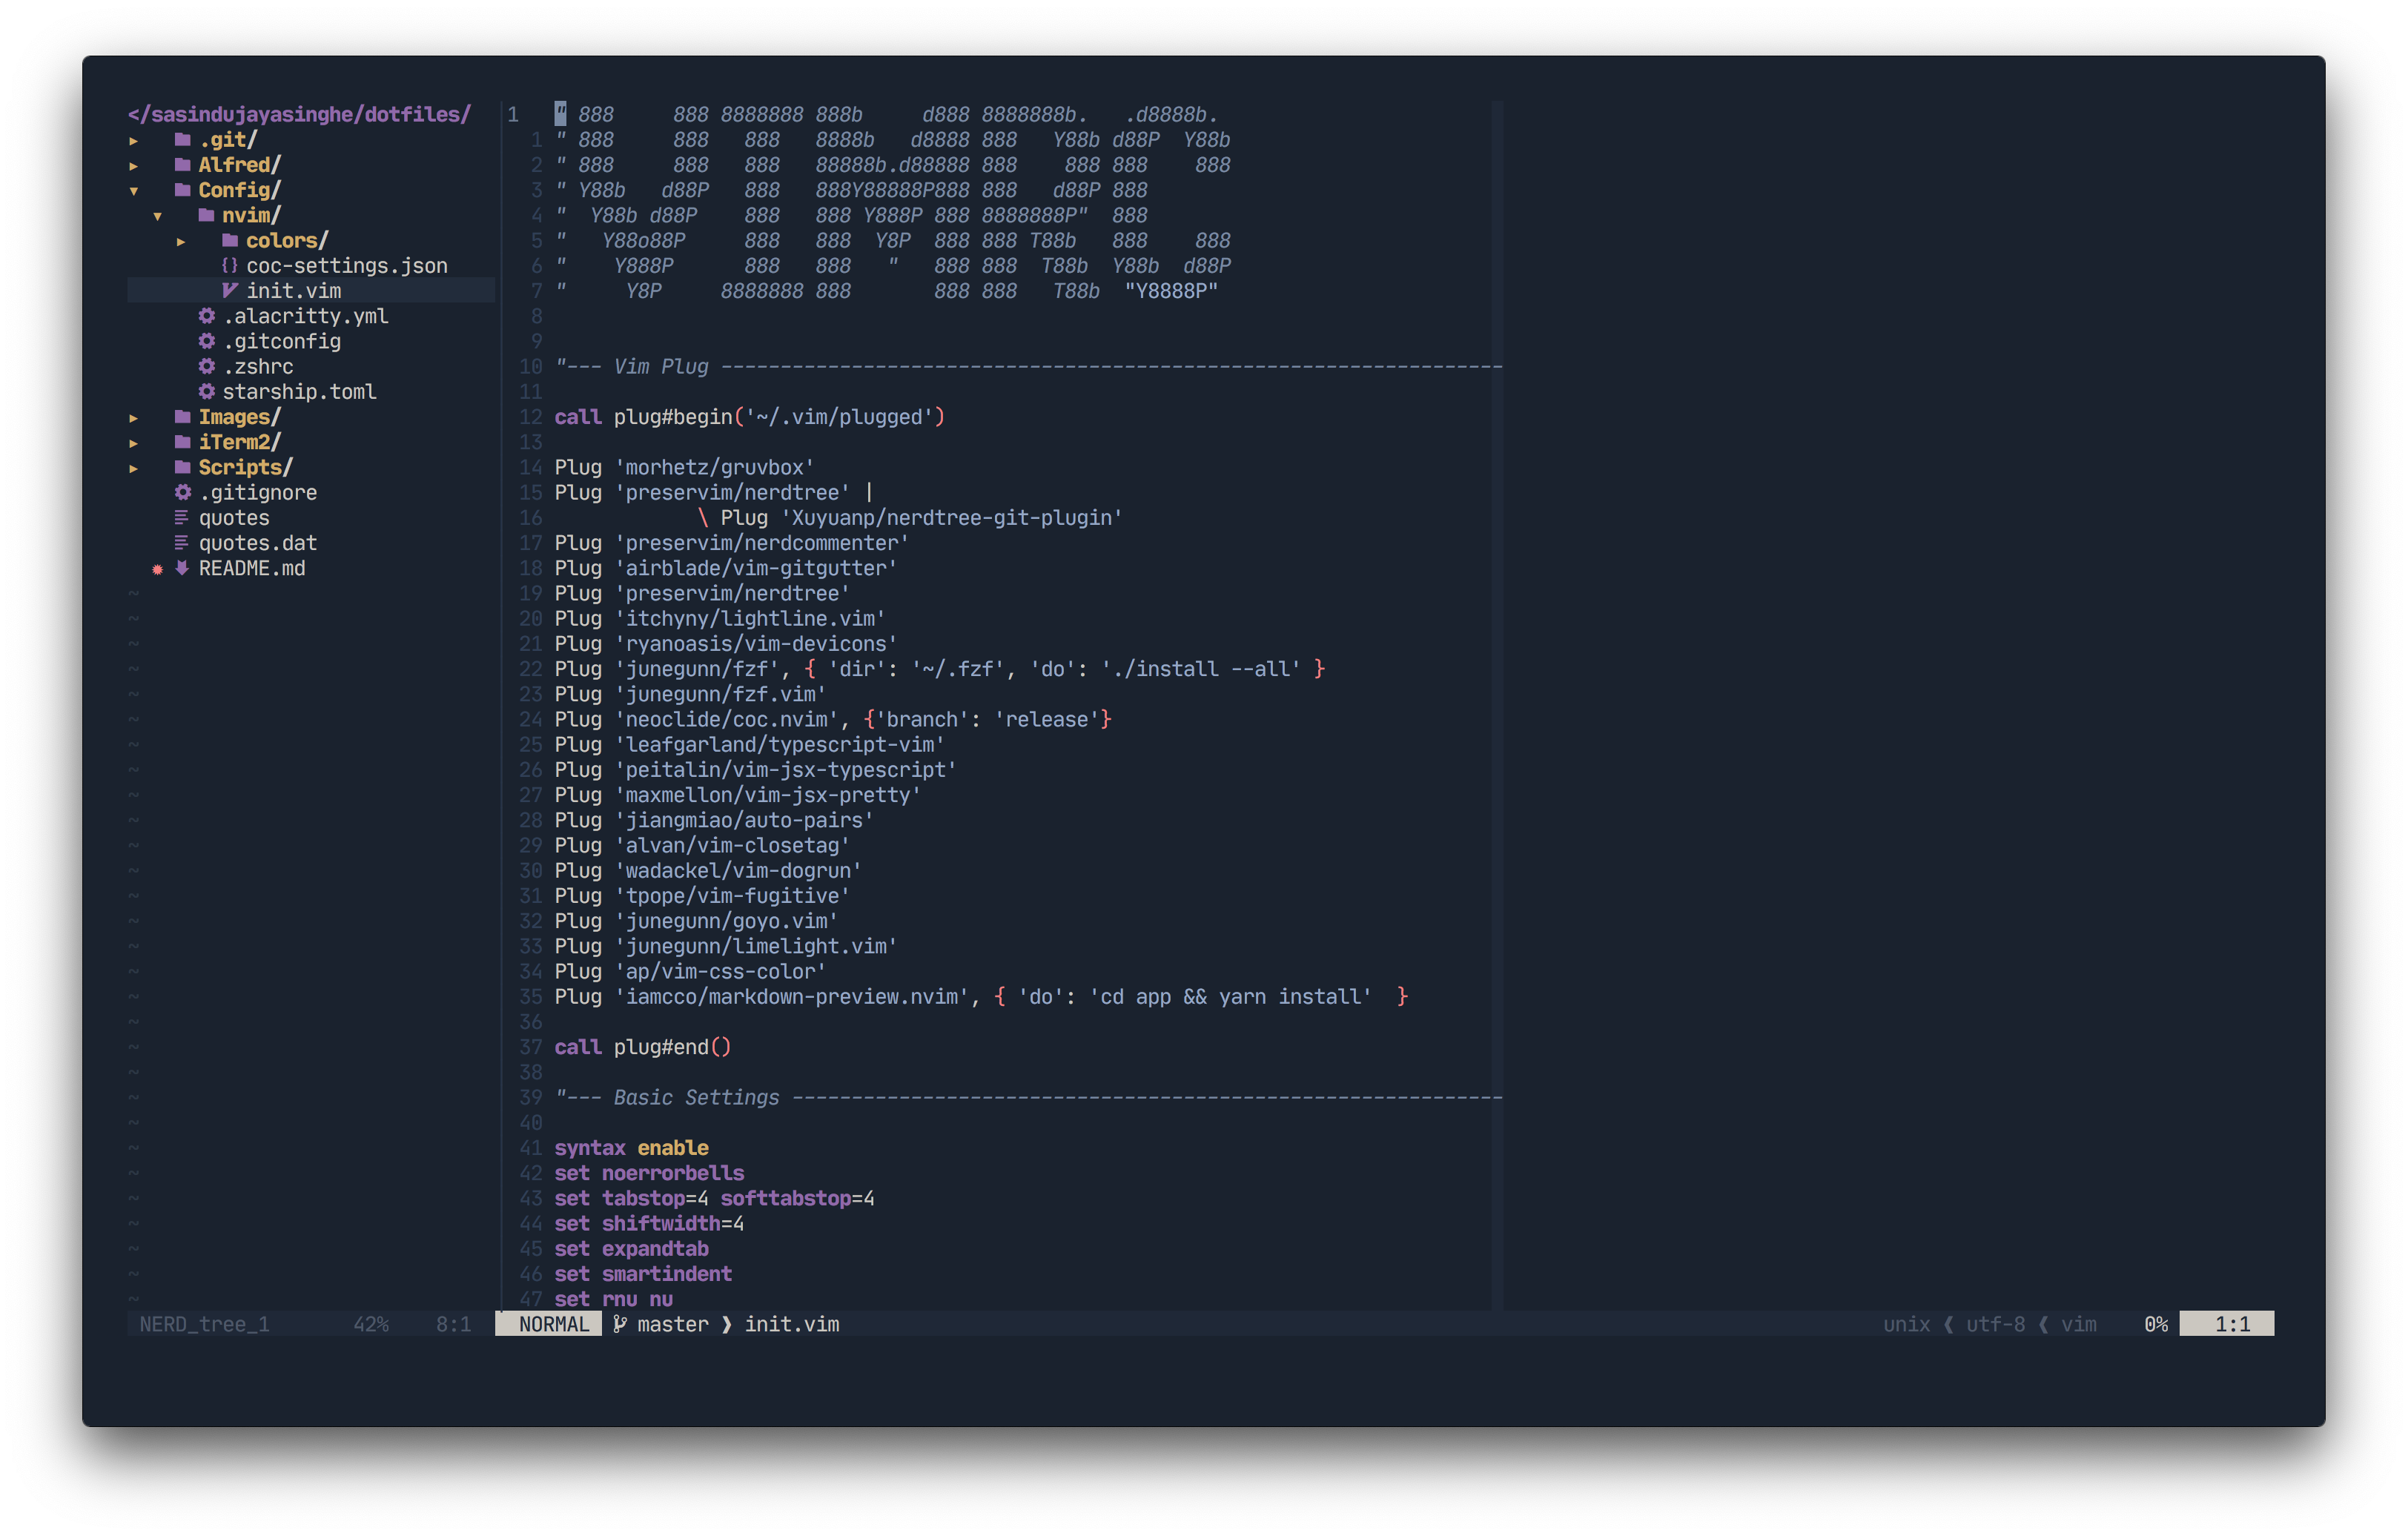 </sasindujayasinghe/dotfiles/
▸ .git/
▸ Alfred/
▾ Config/
▾ nvim/
▸ colors/
{} coc-settings.json
init.vim
.alacritty.yml
.gitconfig
.zshrc
starship.toml
▸ Images/
▸ iTerm2/
▸ Scripts/
.gitignore
quotes
quotes.dat
README.md
1   " 888     888 8888888 888b     d888 8888888b.   .d8888b.
  1 " 888     888   888   8888b   d8888 888   Y88b d88P  Y88b
  2 " 888     888   888   88888b.d88888 888    888 888    888
  3 " Y88b   d88P   888   888Y88888P888 888   d88P 888
  4 "  Y88b d88P    888   888 Y888P 888 8888888P"  888
  5 "   Y88o88P     888   888  Y8P  888 888 T88b   888    888
  6 "    Y888P      888   888   "   888 888  T88b  Y88b  d88P
  7 "     Y8P     8888888 888       888 888   T88b  "Y8888P"
  8
  9
 10 "--- Vim Plug ------------------------------------------------------------------
 11
 12 call plug#begin('~/.vim/plugged')
 13
 14 Plug 'morhetz/gruvbox'
 15 Plug 'preservim/nerdtree' |
 16             \ Plug 'Xuyuanp/nerdtree-git-plugin'
 17 Plug 'preservim/nerdcommenter'
 18 Plug 'airblade/vim-gitgutter'
 19 Plug 'preservim/nerdtree'
 20 Plug 'itchyny/lightline.vim'
 21 Plug 'ryanoasis/vim-devicons'
 22 Plug 'junegunn/fzf', { 'dir': '~/.fzf', 'do': './install --all' }
 23 Plug 'junegunn/fzf.vim'
 24 Plug 'neoclide/coc.nvim', {'branch': 'release'}
 25 Plug 'leafgarland/typescript-vim'
 26 Plug 'peitalin/vim-jsx-typescript'
 27 Plug 'maxmellon/vim-jsx-pretty'
 28 Plug 'jiangmiao/auto-pairs'
 29 Plug 'alvan/vim-closetag'
 30 Plug 'wadackel/vim-dogrun'
 31 Plug 'tpope/vim-fugitive'
 32 Plug 'junegunn/goyo.vim'
 33 Plug 'junegunn/limelight.vim'
 34 Plug 'ap/vim-css-color'
 35 Plug 'iamcco/markdown-preview.nvim', { 'do': 'cd app && yarn install'  }
 36
 37 call plug#end()
 38
 39 "--- Basic Settings ------------------------------------------------------------
 40
 41 syntax enable
 42 set noerrorbells
 43 set tabstop=4 softtabstop=4
 44 set shiftwidth=4
 45 set expandtab
 46 set smartindent
 47 set rnu nu
NERD_tree_1 42% 8:1 NORMAL master ❱ init.vim unix ❰ utf-8 ❰ vim 0% 1:1